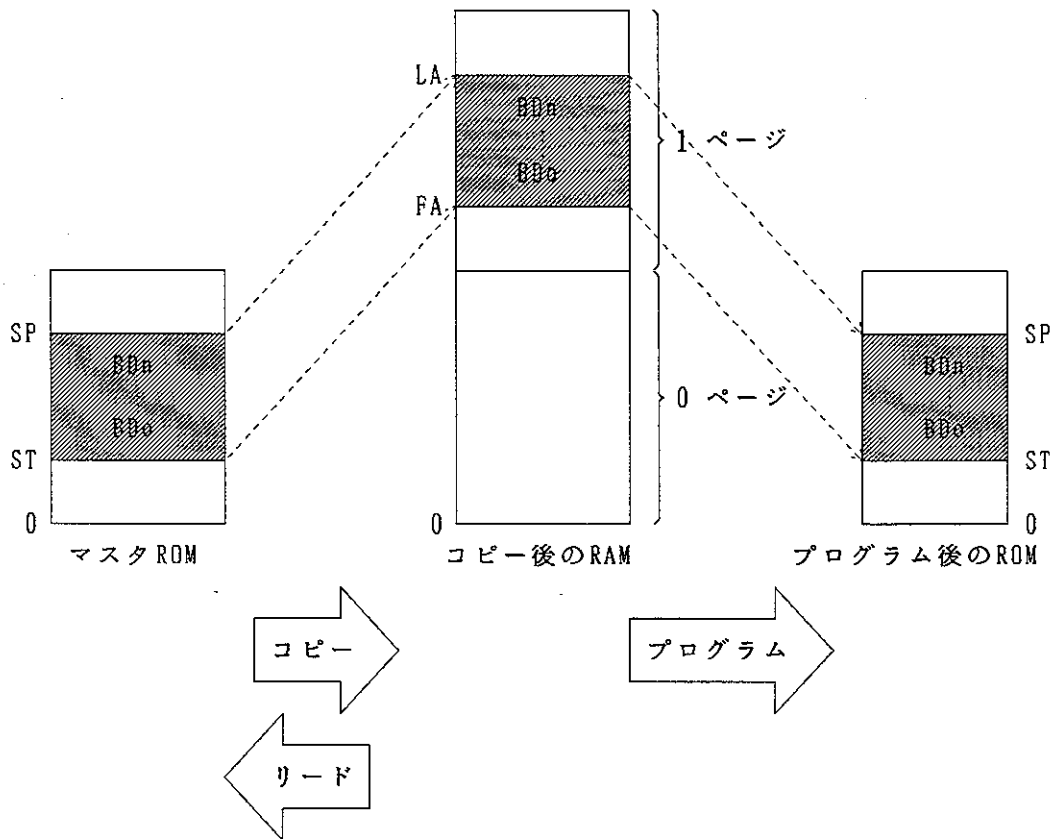 LA
BDn
1 ページ
BDo
FA
SP
SP
BDn
BDn
0 ページ
BDo
BDo
ST
ST
0
0
0
マスタROM
コピー後のRAM
プログラム後のROM
コピー
プログラム
リード